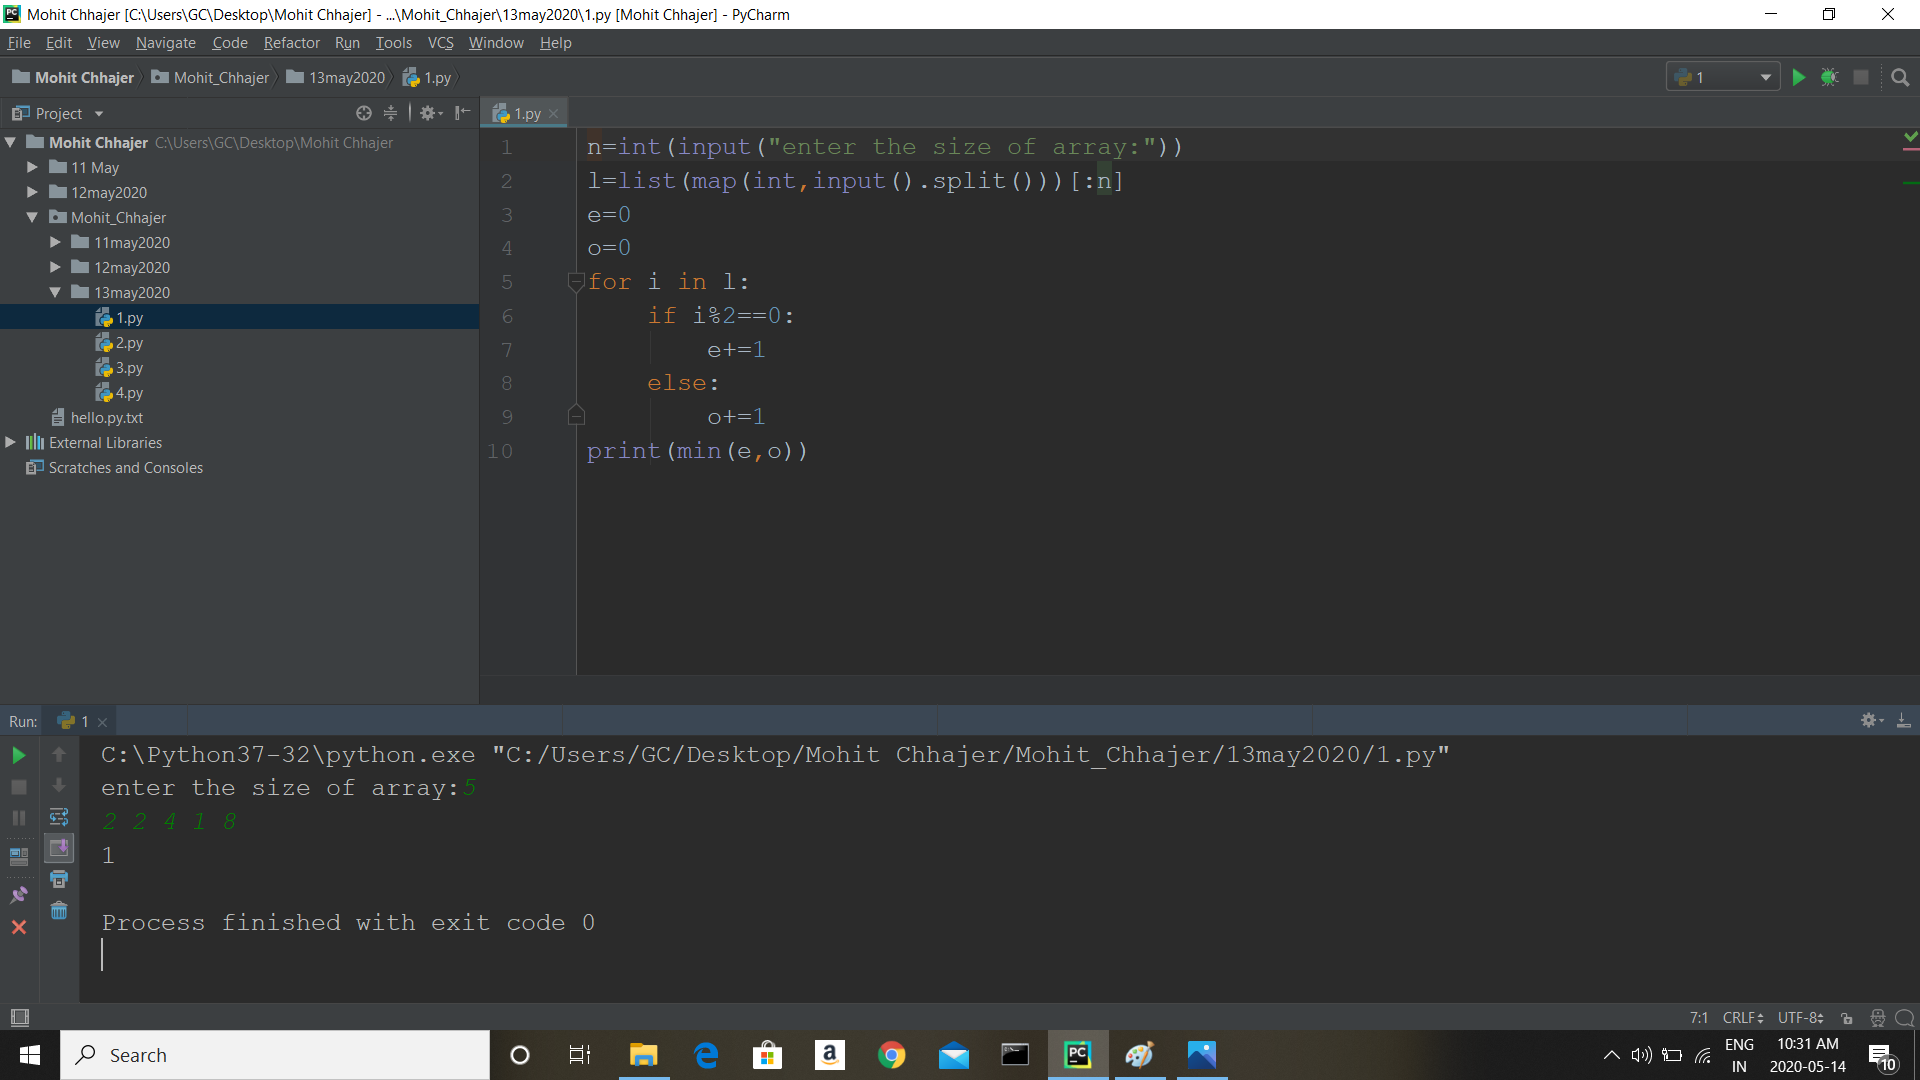 Mohit Chhajer [C:\Users\GC\Desktop\Mohit Chhajer] - ...\Mohit_Chhajer\13may2020\1.py [Mohit Chhajer] - PyCharm
File Edit View Navigate Code Refactor Run Tools VCS Window Help
Mohit Chhajer Mohit_Chhajer 13may2020 1.py 1
Project 1.py
Mohit Chhajer C:\Users\GC\Desktop\Mohit Chhajer
11 May
12may2020
Mohit_Chhajer
11may2020
12may2020
13may2020
1.py
2.py
3.py
4.py
hello.py.txt
External Libraries
Scratches and Consoles
1 n=int(input("enter the size of array:"))
2 l=list(map(int,input().split()))[:n]
3 e=0
4 o=0
5 for i in l:
6 if i%2==0:
7 e+=1
8 else:
9 o+=1
10 print(min(e,o))
Run: 1
C:\Python37-32\python.exe "C:/Users/GC/Desktop/Mohit Chhajer/Mohit_Chhajer/13may2020/1.py"
enter the size of array:5
2 2 4 1 8
1
Process finished with exit code 0
7:1 CRLF UTF-8
Search
ENG
IN
10:31 AM
2020-05-14
10